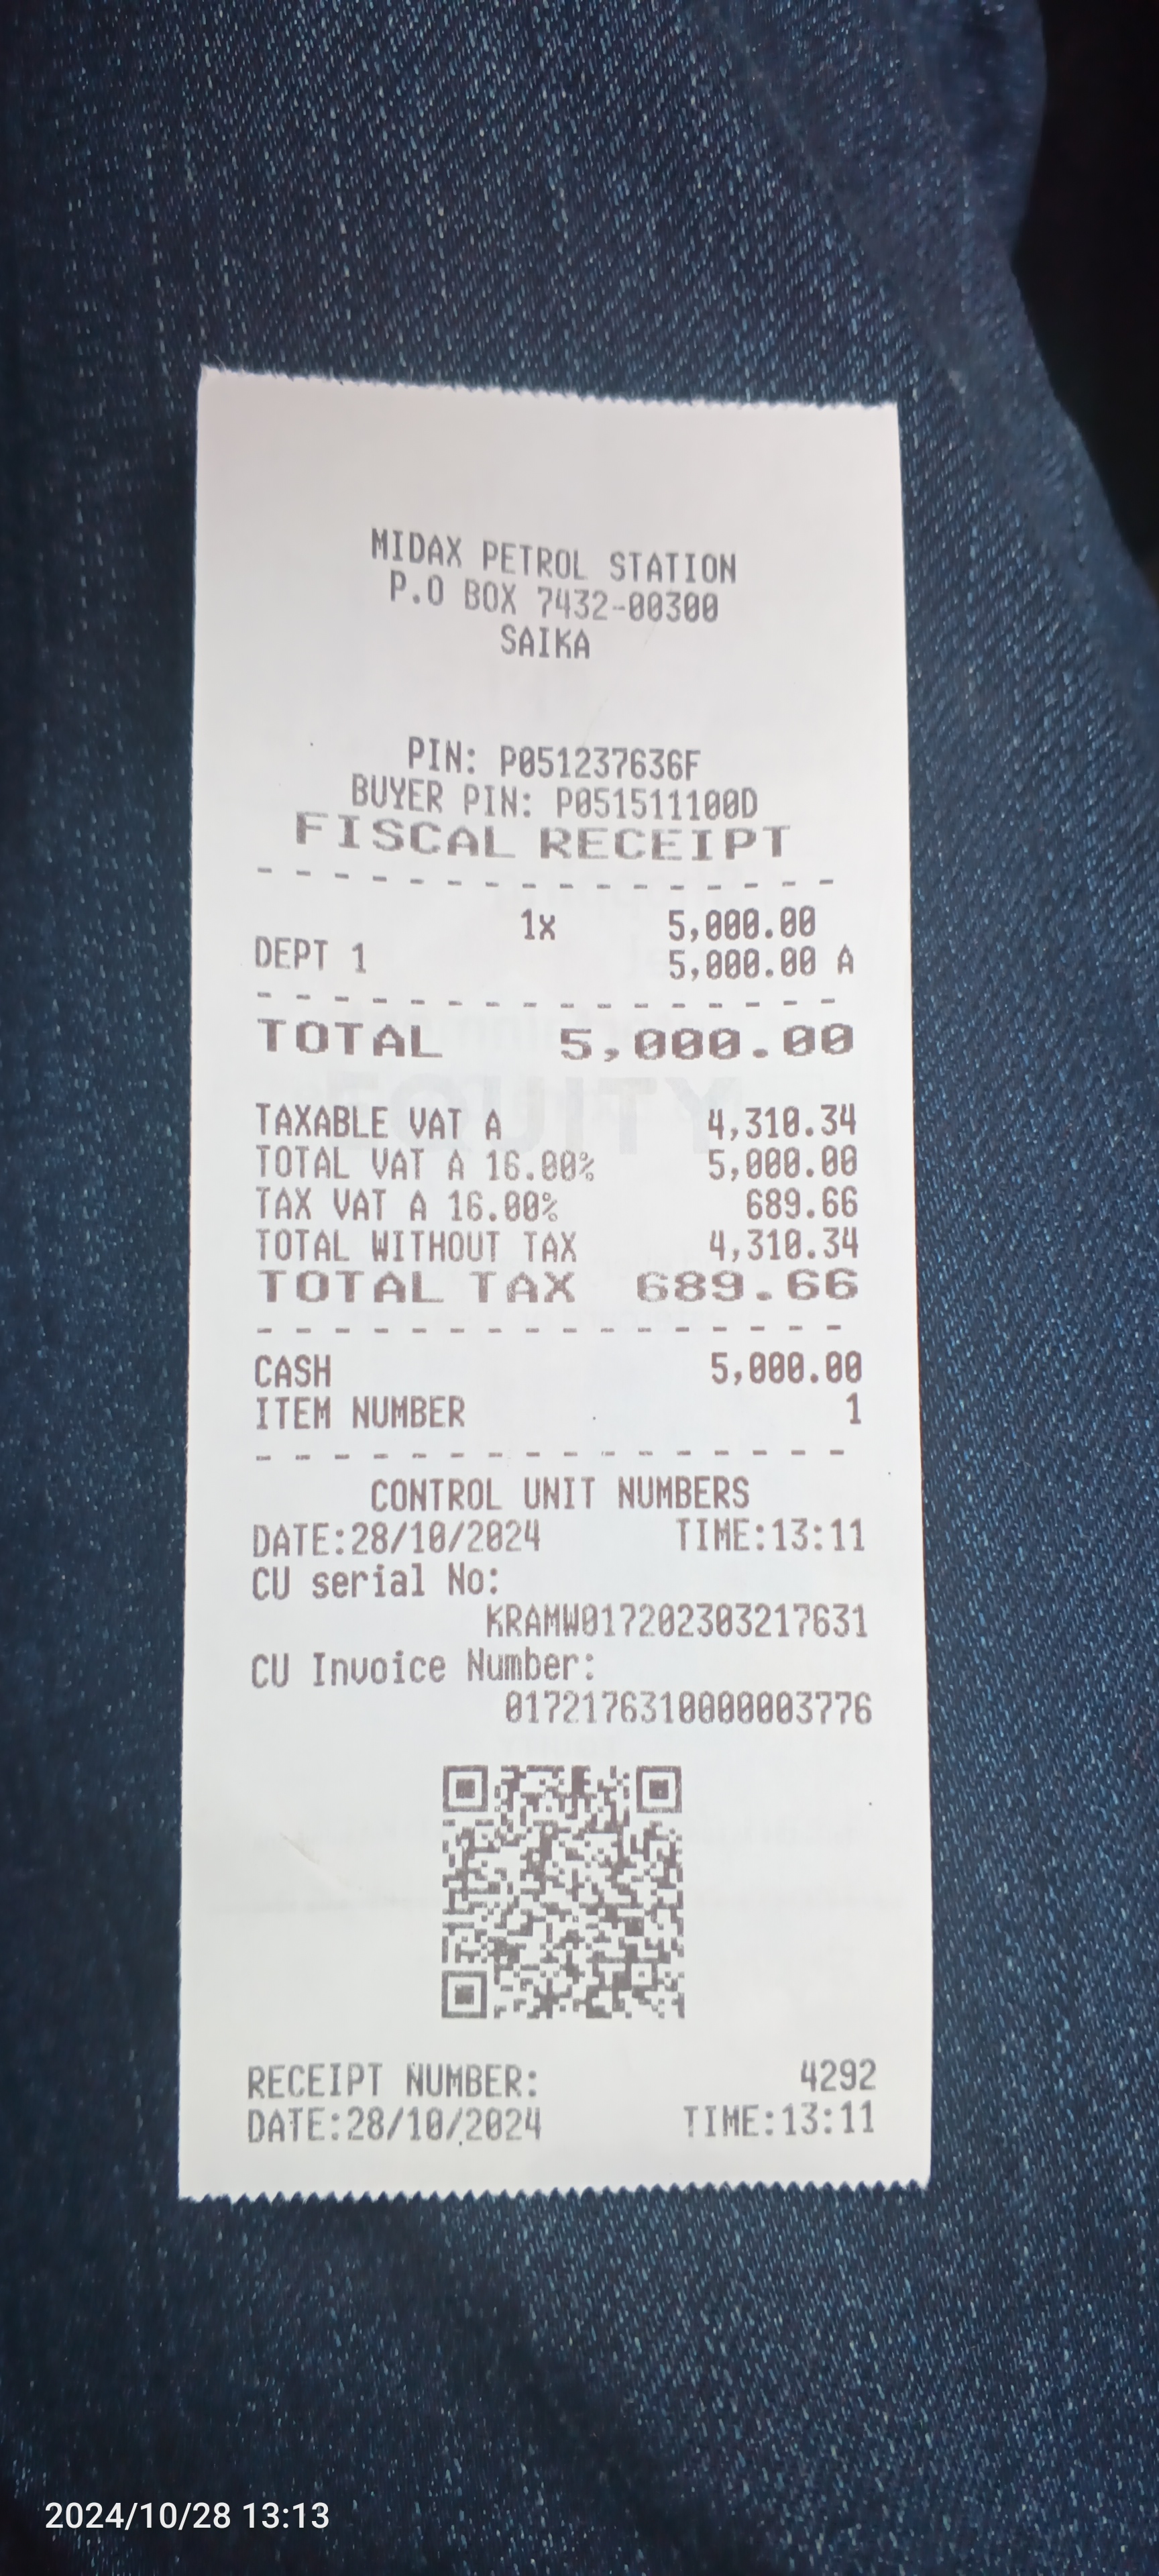 MIDAX PETROL STATION
P.O BOX 7432-00300
SAIKA
PIN: P051237636F
BUYER PIN: P051511100D
FISCAL RECEIPT
- - - - - - - - - - - - - - - -
1x 5,000.00
DEPT 1 5,000.00 A
- - - - - - - - - - - - - - - -
TOTAL 5,000.00
TAXABLE VAT A 4,310.34
TOTAL VAT A 16.00% 5,000.00
TAX VAT A 16.00% 689.66
TOTAL WITHOUT TAX 4,310.34
TOTAL TAX 689.66
- - - - - - - - - - - - - - - -
CASH 5,000.00
ITEM NUMBER 1
- - - - - - - - - - - - - - - -
CONTROL UNIT NUMBERS
DATE:28/10/2024 TIME:13:11
CU serial No:
KRAMW017202303217631
CU Invoice Number:
0172176310000003776
RECEIPT NUMBER: 4292
DATE:28/10/2024 TIME:13:11
2024/10/28 13:13